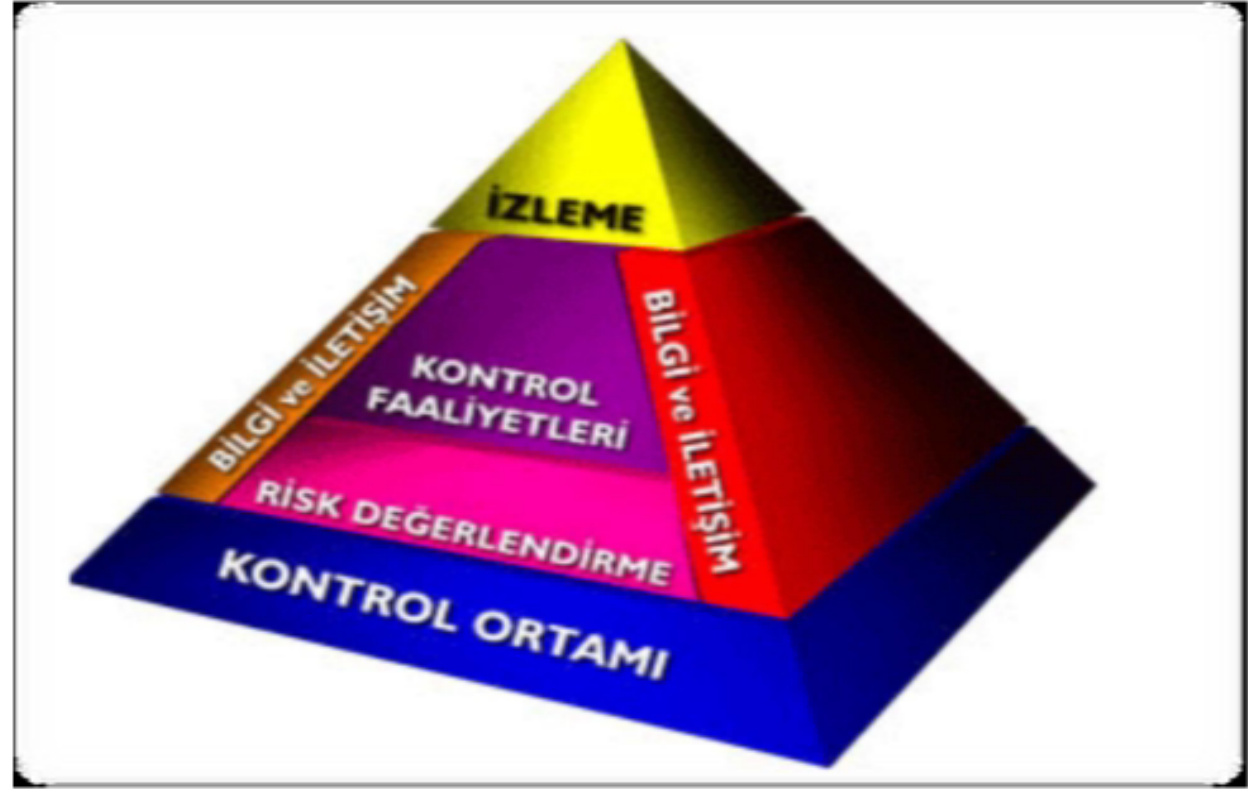 İZLEME
BİLGİ ve İLETİŞİM
KONTROL
FAALİYETLERİ
BİLGİ ve İLETİŞİM
RİSK DEĞERLENDİRME
KONTROL ORTAMI